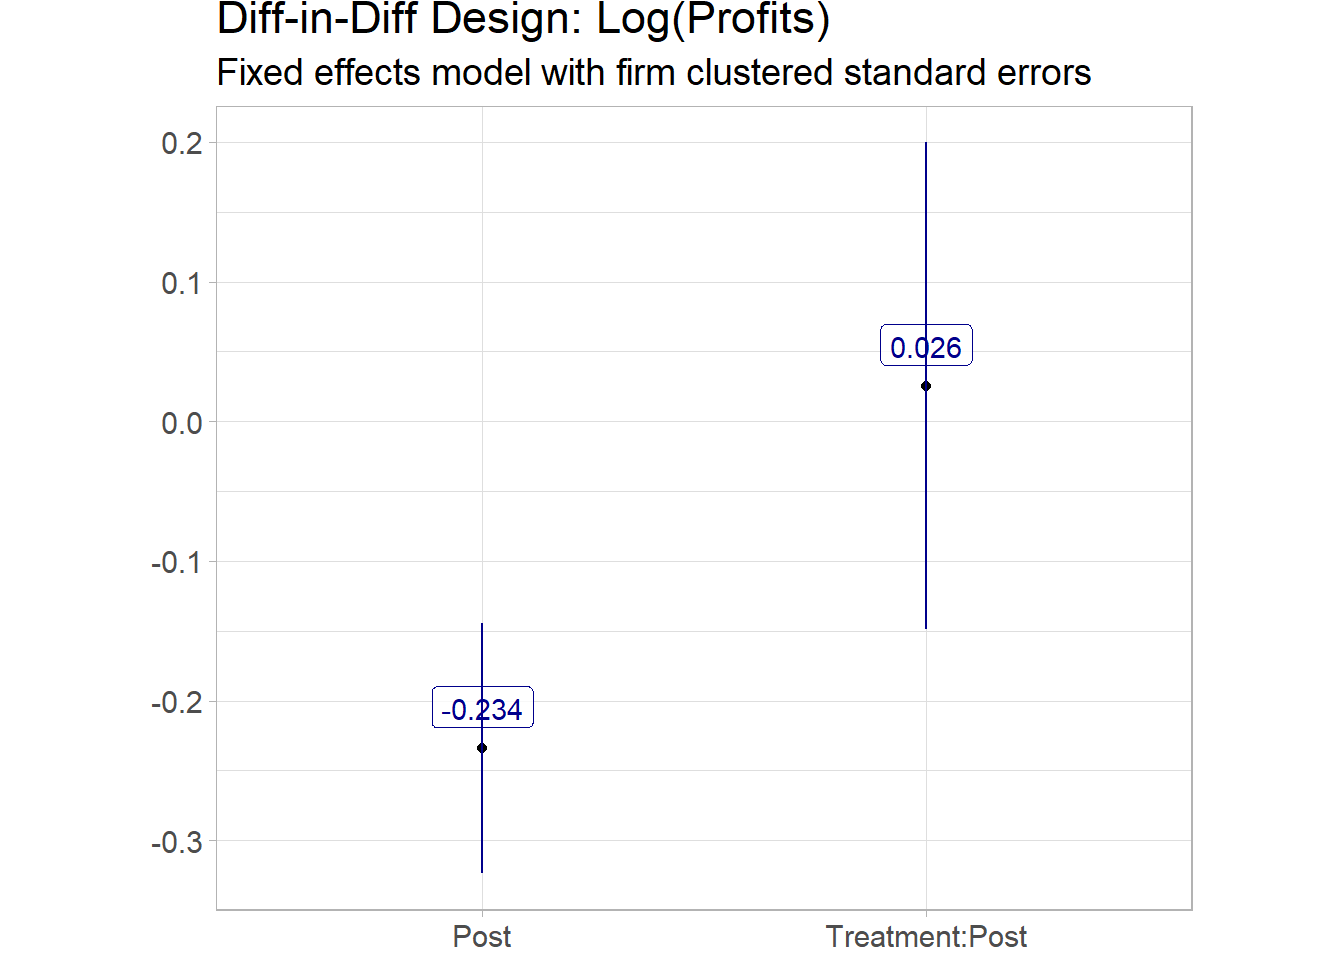 Diff-in-Diff Design: Log(Profits)
Fixed effects model with firm clustered standard errors
0.2
0.1
0.026
0.0
-0.1
-0.2
-0.234
-0.3
Post
Treatment:Post